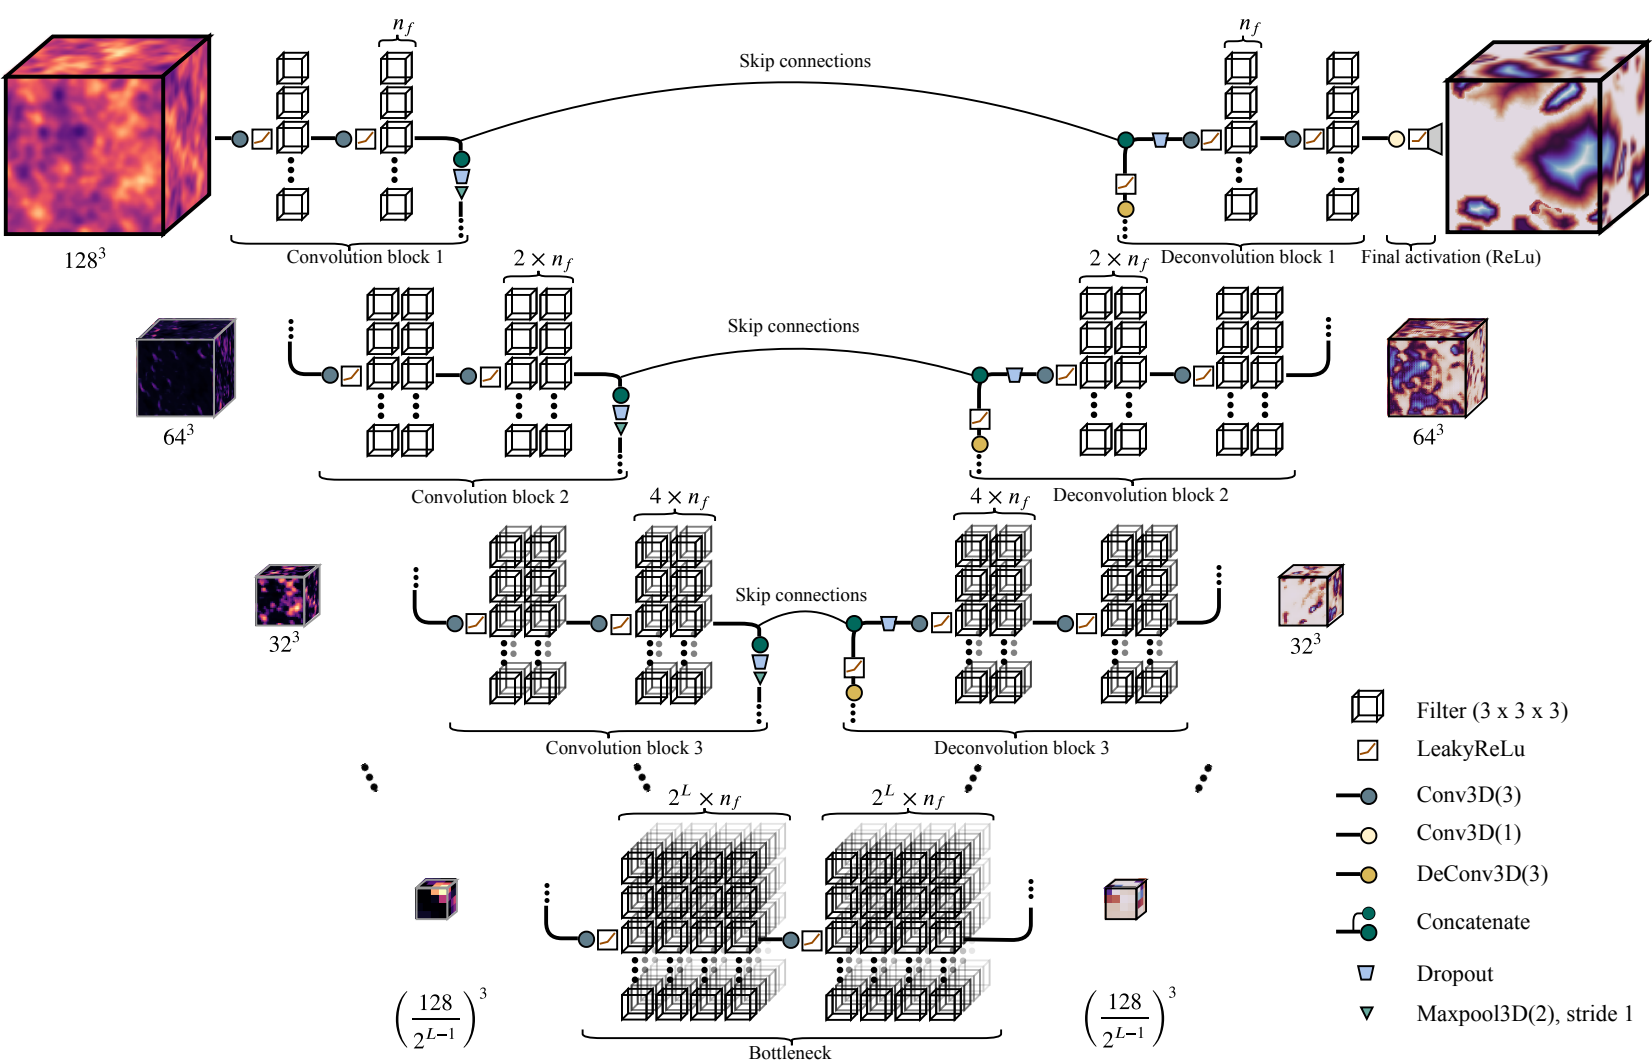 n_f
n_f
Skip connections
128³
Convolution block 1
Deconvolution block 1
Final activation (ReLu)
2 × n_f
2 × n_f
Skip connections
64³
64³
Convolution block 2
Deconvolution block 2
4 × n_f
4 × n_f
Skip connections
32³
32³
Convolution block 3
Deconvolution block 3
Filter (3 x 3 x 3)
LeakyReLu
Conv3D(3)
Conv3D(1)
DeConv3D(3)
Concatenate
Dropout
Maxpool3D(2), stride 1
2^L × n_f
2^L × n_f
(128 / 2^{L−1})³
(128 / 2^{L−1})³
Bottleneck